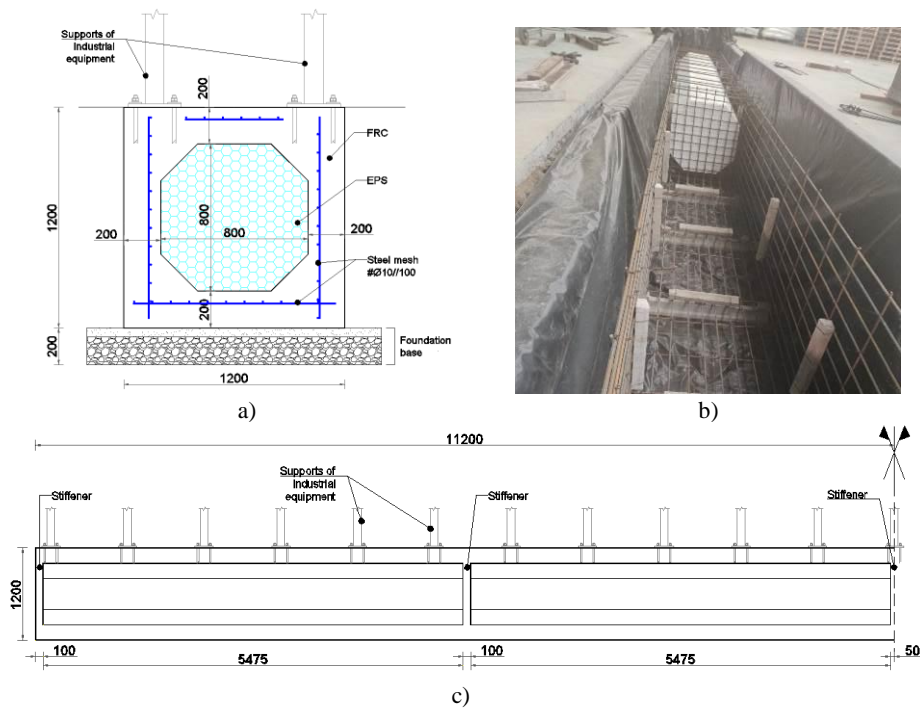 Supports of
Industrial
equipment
200
FRC
EPS
1200
800
200
800
200
Steel mesh
#Ø10//100
200
200
Foundation
base
1200
a)
b)
11200
Supports of
Industrial
equipment
Stiffener
Stiffener
Stiffener
1200
100
5475
100
5475
50
c)